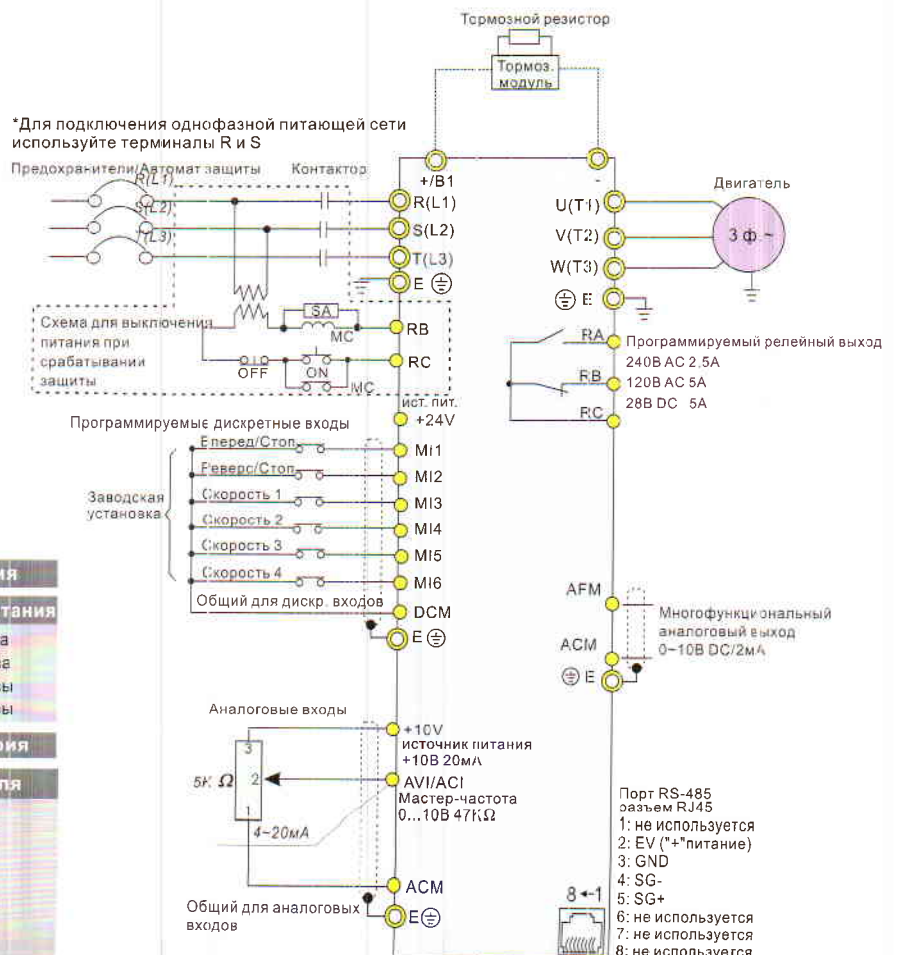 Тормозной резистор
Тормоз.
модуль
*Для подключения однофазной питающей сети
используйте терминалы R и S
Предохранители/Автомат защиты
Контактор
R(L1)
S(L2)
T(L3)
+/B1
-
R(L1)
S(L2)
T(L3)
E
U(T1)
V(T2)
W(T3)
E
Двигатель
3 ф.~
Схема для выключения
питания при
срабатывании
защиты
SA
MC
OFF
ON
MC
RB
RC
RA
RB
RC
Программируемый релейный выход
240В AC 2,5А
120В AC 5А
28В DC 5А
ист. пит.
+24V
Программируемые дискретные входы
Заводская
установка
Вперед/Стоп
Реверс/Стоп
Скорость 1
Скорость 2
Скорость 3
Скорость 4
Общий для дискр. входов
MI1
MI2
MI3
MI4
MI5
MI6
DCM
E
AFM
ACM
E
Многофункциональный
аналоговый выход
0~10В DC/2мА
Аналоговые входы
3
2
1
5K Ω
4~20мА
+10V
источник питания
+10В 20мА
AVI/ACI
Мастер-частота
0...10В 47KΩ
ACM
Общий для аналоговых
входов
E
8←1
Порт RS-485
разъем RJ45
1: не используется
2: EV ("+"питание)
3: GND
4: SG-
5: SG+
6: не используется
7: не используется
8: не используется